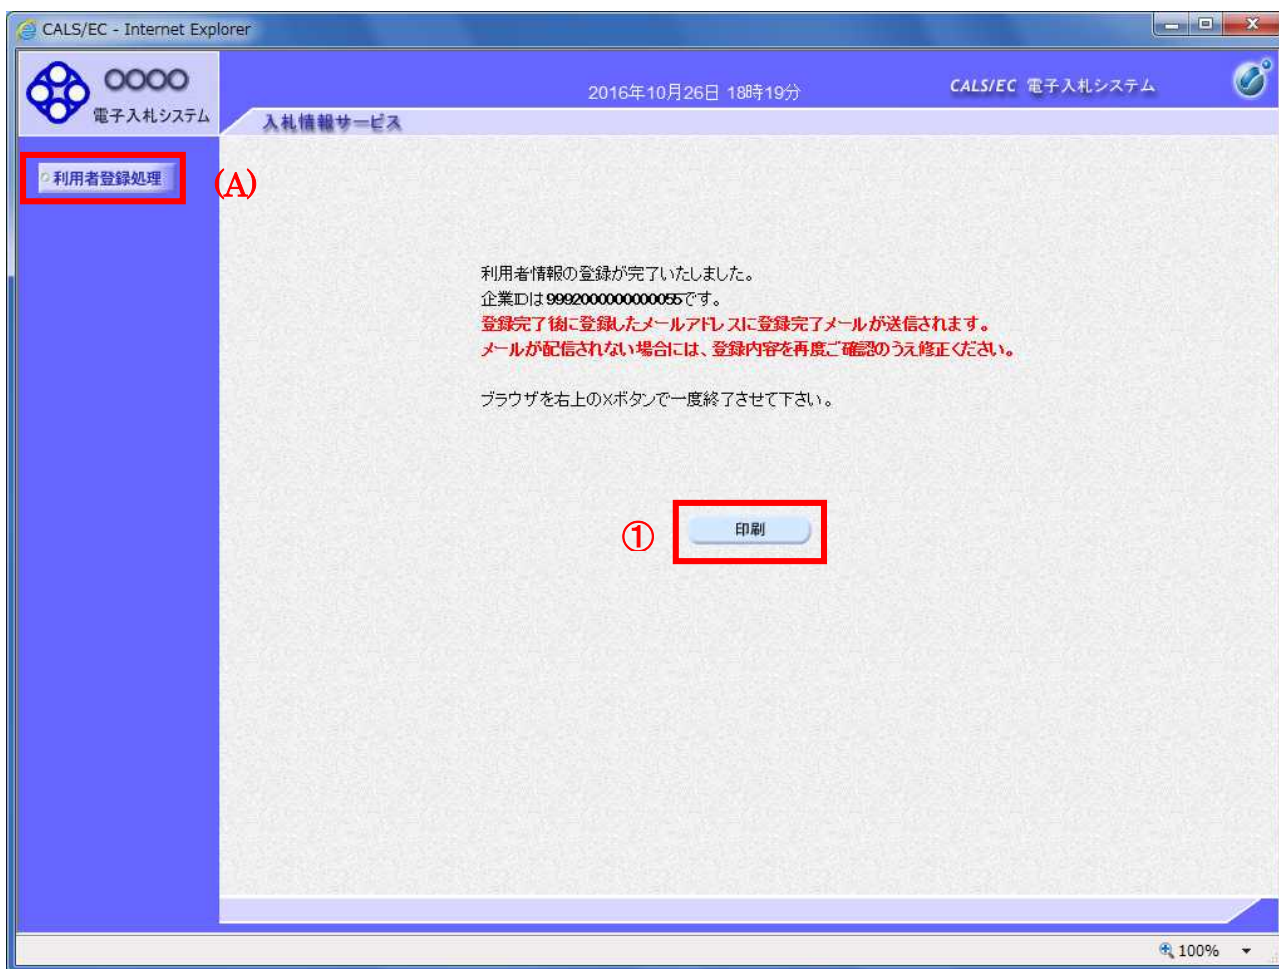 CALS/EC - Internet Explorer
○○○○
電子入札システム
2016年10月26日 18時19分
CALS/EC 電子入札システム
入札情報サービス
利用者登録処理
(A)
利用者情報の登録が完了いたしました。
企業IDは9992000000000055です。
登録完了後に登録したメールアドレスに登録完了メールが送信されます。
メールが配信されない場合には、登録内容を再度ご確認のうえ修正ください。
ブラウザを右上の×ボタンで一度終了させて下さい。
①
印刷
100%